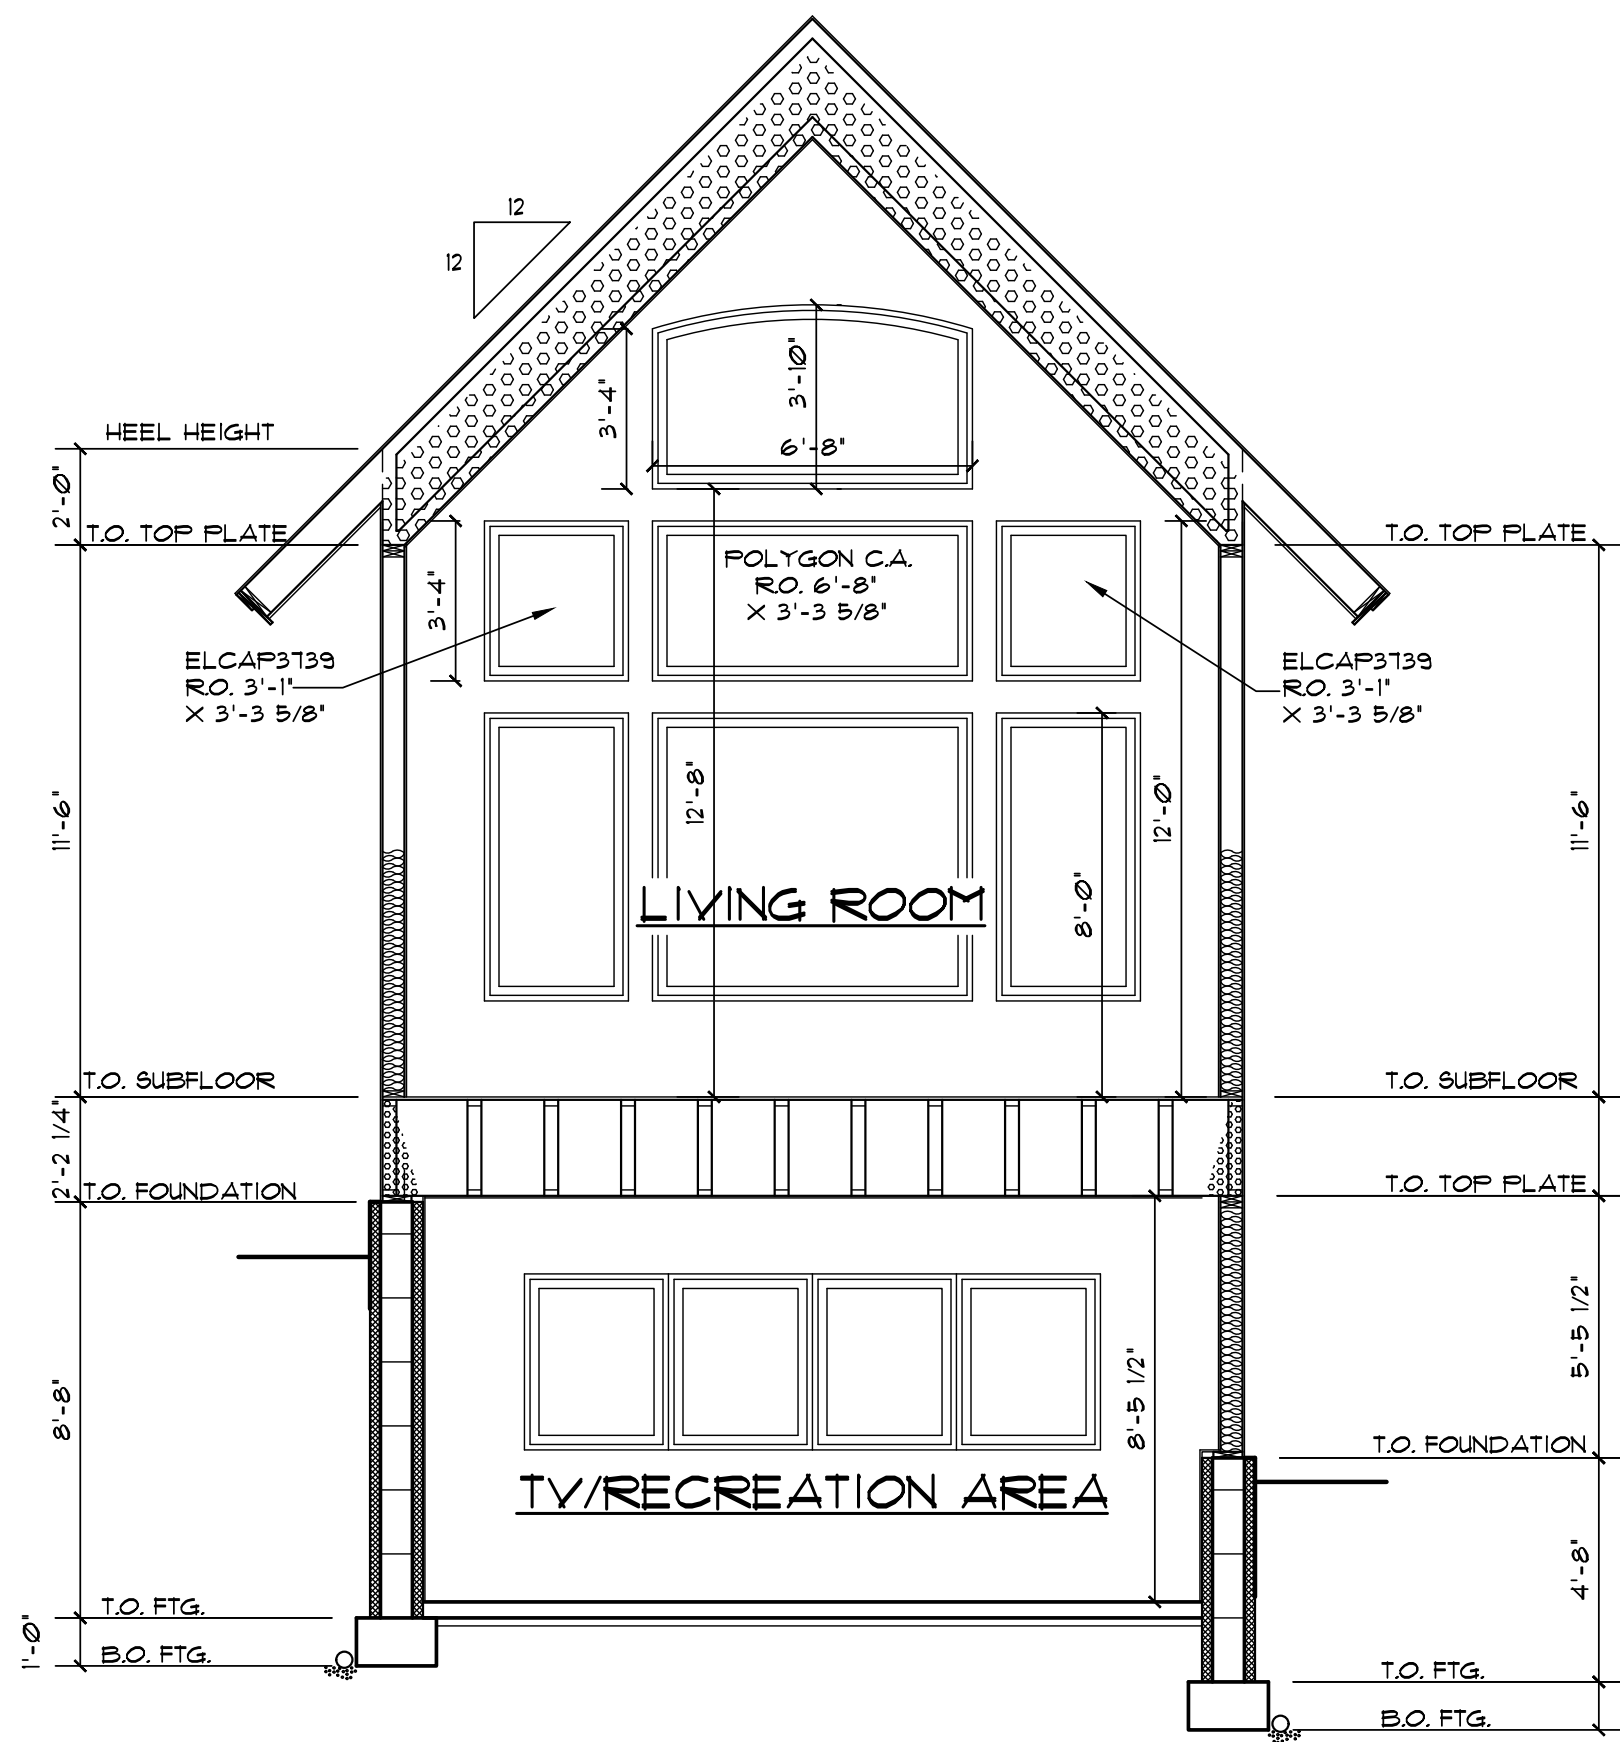 12
12
3'-10"
3'-4"
6'-8"
HEEL HEIGHT
2'-0"
T.O. TOP PLATE
T.O. TOP PLATE
POLYGON C.A.
R.O. 6'-8"
X 3'-3 5/8"
3'-4"
ELCAP3739
R.O. 3'-1"
X 3'-3 5/8"
ELCAP3739
R.O. 3'-1"
X 3'-3 5/8"
11'-6"
12'-8"
12'-0"
11'-6"
8'-0"
LIVING ROOM
T.O. SUBFLOOR
T.O. SUBFLOOR
2'-2 1/4"
T.O. FOUNDATION
T.O. TOP PLATE
5'-5 1/2"
8'-8"
8'-5 1/2"
T.O. FOUNDATION
TV/RECREATION AREA
4'-8"
T.O. FTG.
1'-0"
B.O. FTG.
T.O. FTG.
B.O. FTG.